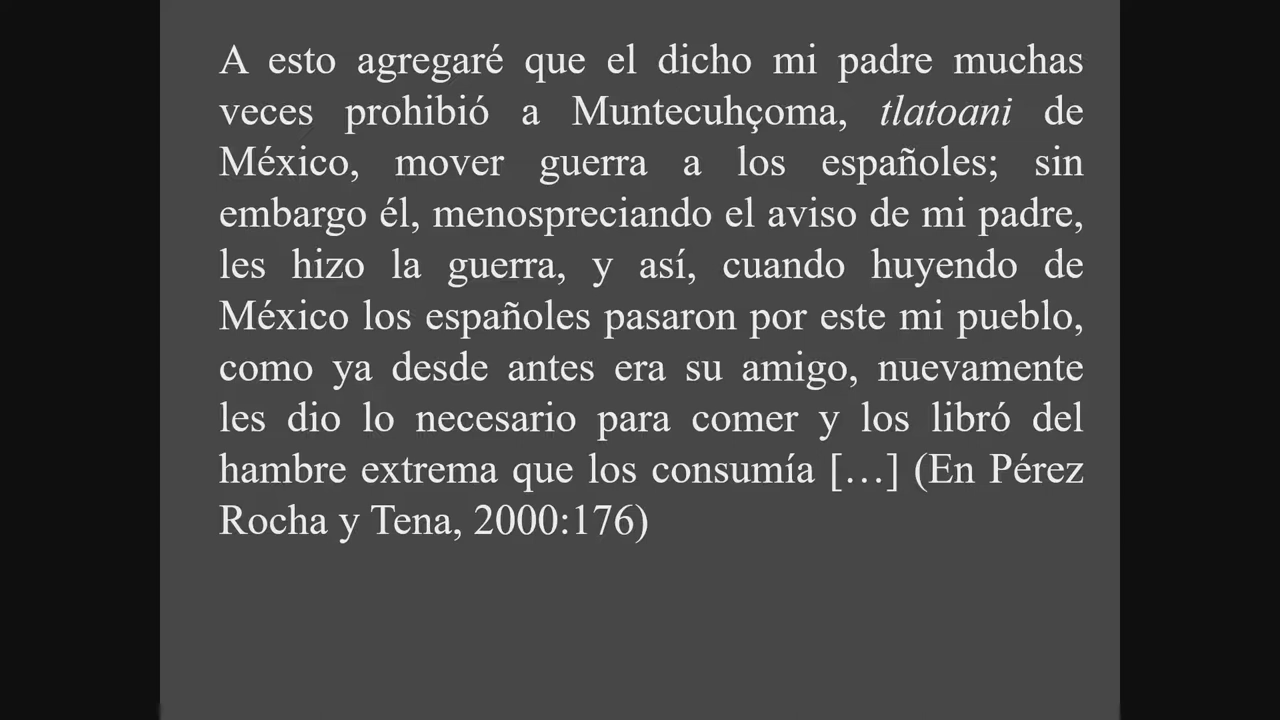 A esto agregaré que el dicho mi padre muchas
veces prohibió a Muntecuhçoma, tlatoani de
México, mover guerra a los españoles; sin
embargo él, menospreciando el aviso de mi padre,
les hizo la guerra, y así, cuando huyendo de
México los españoles pasaron por este mi pueblo,
como ya desde antes era su amigo, nuevamente
les dio lo necesario para comer y los libró del
hambre extrema que los consumía […] (En Pérez
Rocha y Tena, 2000:176)